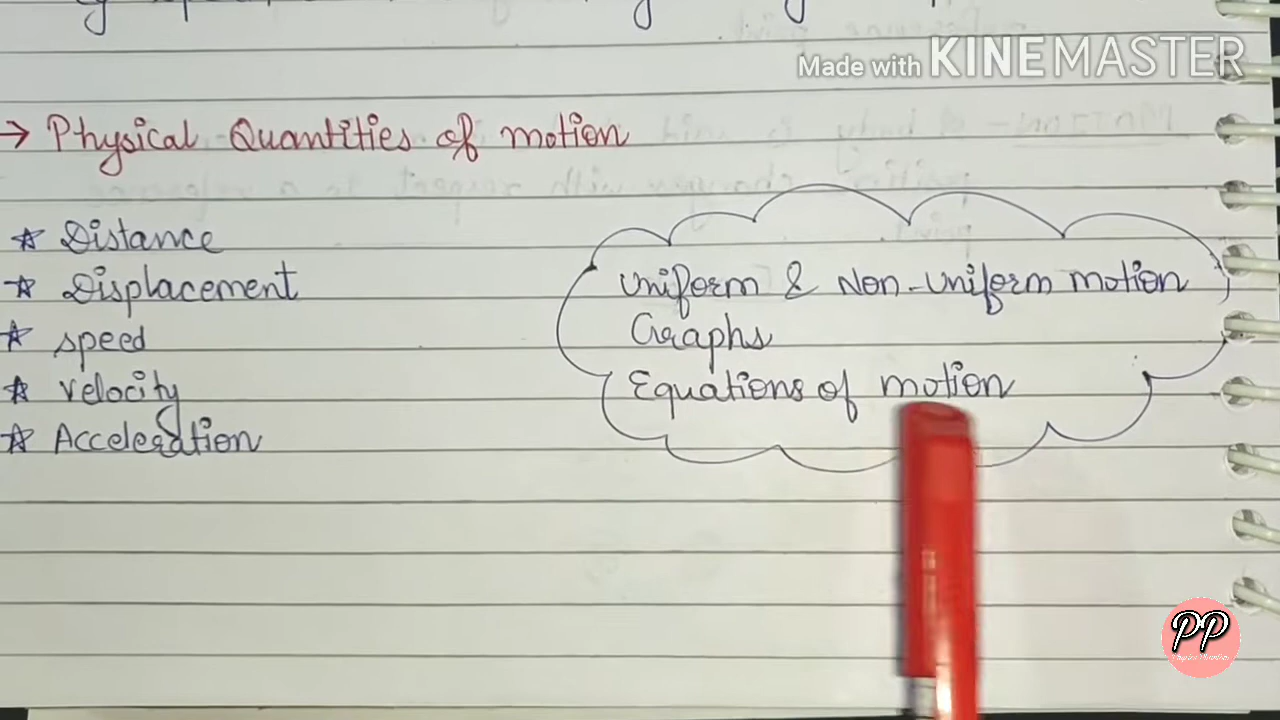 Made with KINEMASTER
→ Physical Quantities of motion
☆ Distance
☆ Displacement
☆ speed
☆ velocity
☆ Acceleration
Uniform & Non-uniform motion
Graphs
Equations of motion
PP